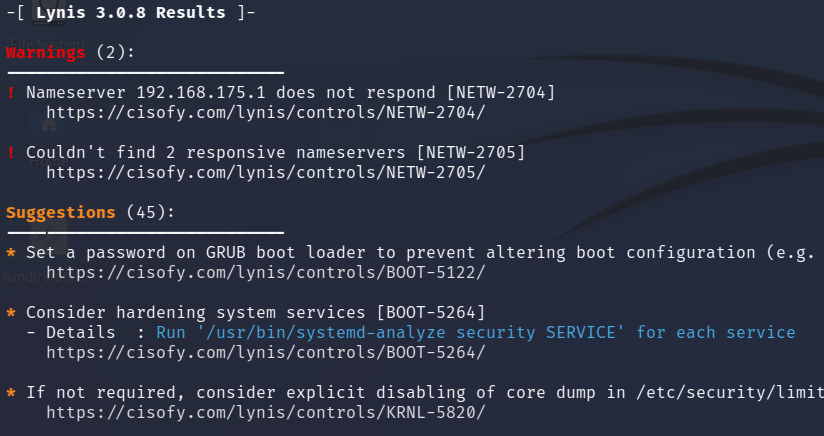 -[ Lynis 3.0.8 Results ]-
Warnings (2):
----------------------------
! Nameserver 192.168.175.1 does not respond [NETW-2704]
https://cisofy.com/lynis/controls/NETW-2704/
! Couldn't find 2 responsive nameservers [NETW-2705]
https://cisofy.com/lynis/controls/NETW-2705/
Suggestions (45):
----------------------------
* Set a password on GRUB boot loader to prevent altering boot configuration (e.g.
https://cisofy.com/lynis/controls/BOOT-5122/
* Consider hardening system services [BOOT-5264]
- Details  : Run '/usr/bin/systemd-analyze security SERVICE' for each service
https://cisofy.com/lynis/controls/BOOT-5264/
* If not required, consider explicit disabling of core dump in /etc/security/limit
https://cisofy.com/lynis/controls/KRNL-5820/